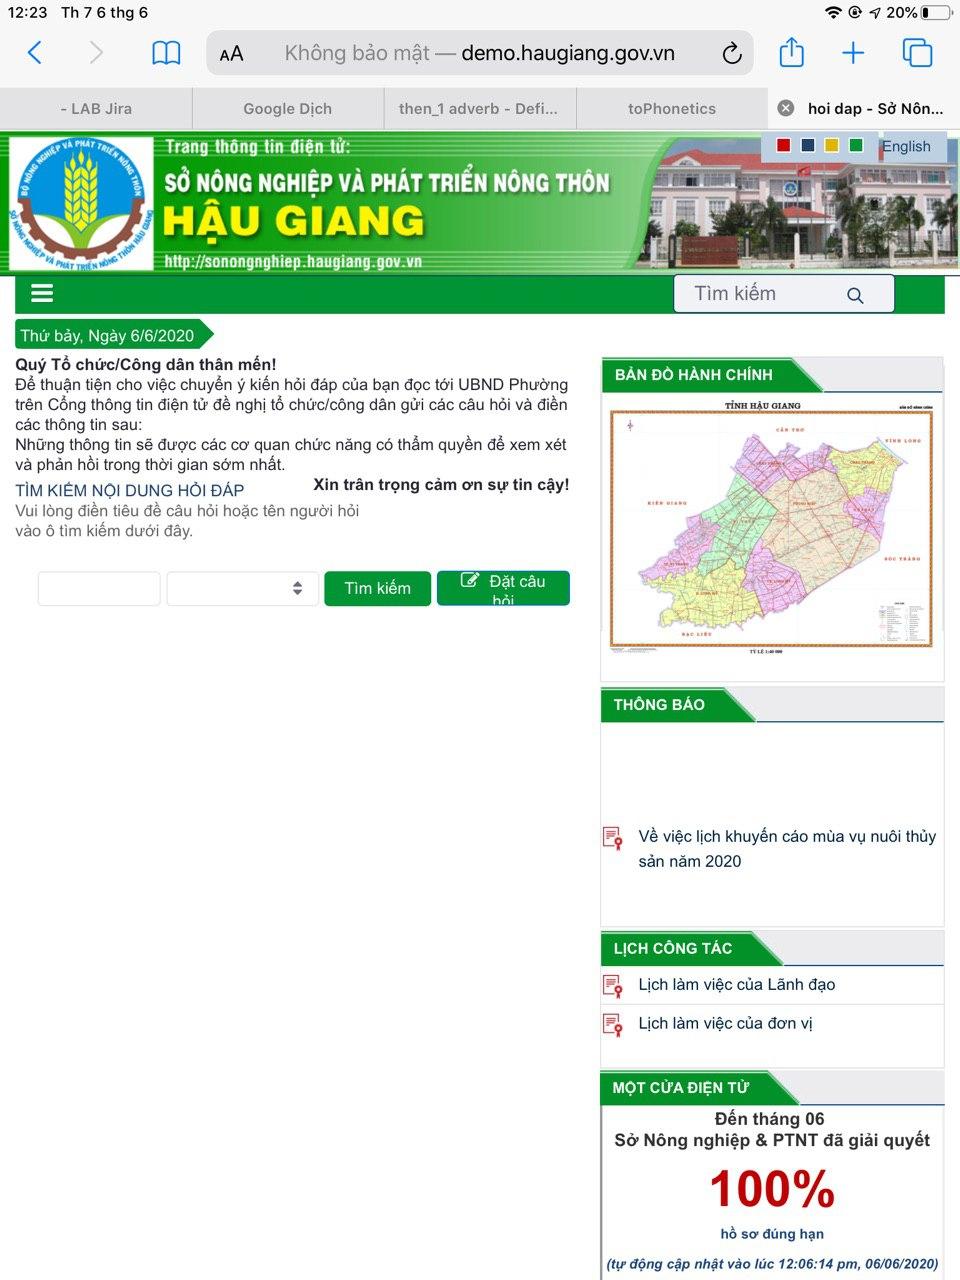 12:23 Th 7 6 thg 6
20%
AA Không bảo mật — demo.haugiang.gov.vn
- LAB Jira
Google Dịch
then_1 adverb - Defi...
toPhonetics
hoi dap - Sở Nôn...
BỘ NÔNG NGHIỆP VÀ PHÁT TRIỂN NÔNG THÔN
SỞ NÔNG NGHIỆP VÀ PHÁT TRIỂN NÔNG THÔN HẬU GIANG
Trang thông tin điện tử:
SỞ NÔNG NGHIỆP VÀ PHÁT TRIỂN NÔNG THÔN
HẬU GIANG
http://sonongnghiep.haugiang.gov.vn
English
Tìm kiếm
Thứ bảy, Ngày 6/6/2020
Quý Tổ chức/Công dân thân mến!
Để thuận tiện cho việc chuyển ý kiến hỏi đáp của bạn đọc tới UBND Phường
trên Cổng thông tin điện tử đề nghị tổ chức/công dân gửi các câu hỏi và điền
các thông tin sau:
Những thông tin sẽ được các cơ quan chức năng có thẩm quyền để xem xét
và phản hồi trong thời gian sớm nhất.
Xin trân trọng cảm ơn sự tin cậy!
TÌM KIẾM NỘI DUNG HỎI ĐÁP
Vui lòng điền tiêu đề câu hỏi hoặc tên người hỏi
vào ô tìm kiếm dưới đây.
Tìm kiếm
Đặt câu
hỏi
BẢN ĐỒ HÀNH CHÍNH
TỈNH HẬU GIANG
CẦN THƠ
VĨNH LONG
KIÊN GIANG
SÓC TRĂNG
BẠC LIÊU
THÔNG BÁO
Về việc lịch khuyến cáo mùa vụ nuôi thủy
sản năm 2020
LỊCH CÔNG TÁC
Lịch làm việc của Lãnh đạo
Lịch làm việc của đơn vị
MỘT CỬA ĐIỆN TỬ
Đến tháng 06
Sở Nông nghiệp & PTNT đã giải quyết
100%
hồ sơ đúng hạn
(tự động cập nhật vào lúc 12:06:14 pm, 06/06/2020)